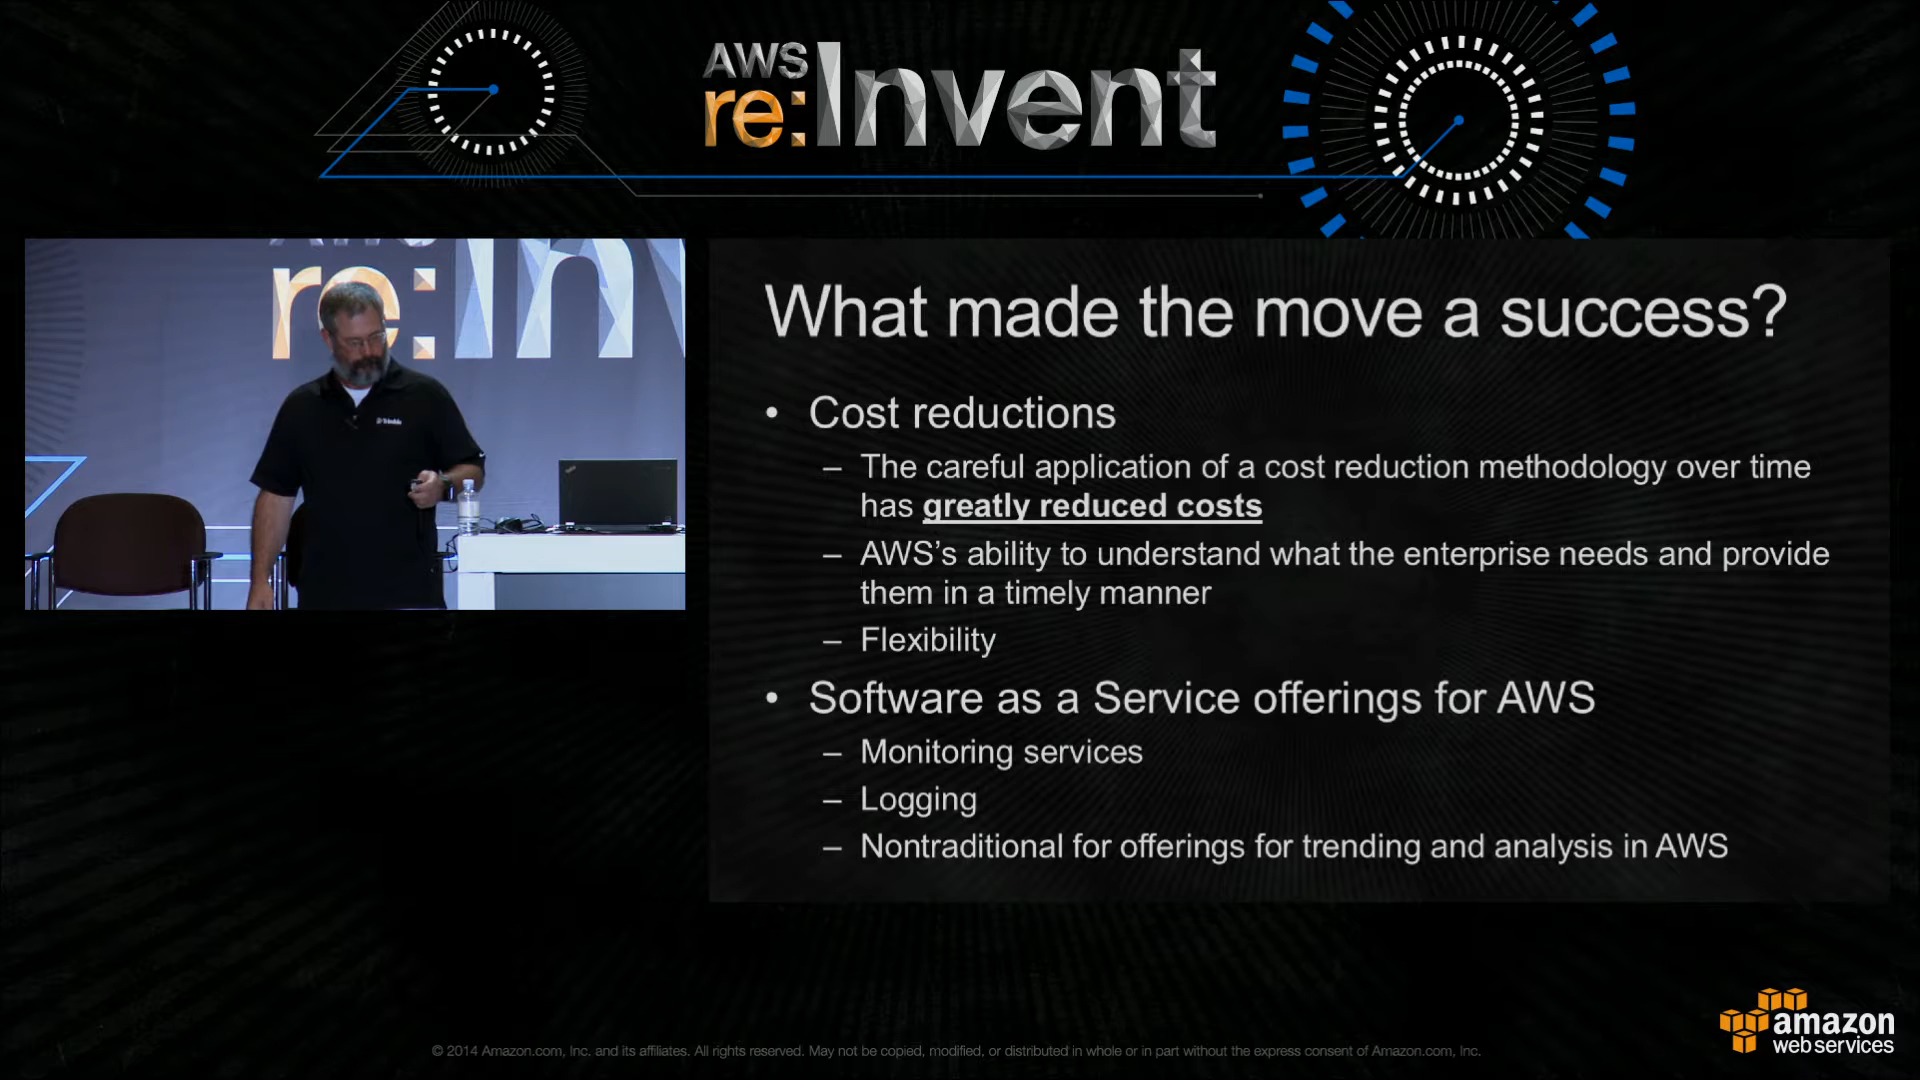 AWS
re:Invent
re:In
Trimble
What made the move a success?
• Cost reductions
– The careful application of a cost reduction methodology over time
has greatly reduced costs
– AWS’s ability to understand what the enterprise needs and provide
them in a timely manner
– Flexibility
• Software as a Service offerings for AWS
– Monitoring services
– Logging
– Nontraditional for offerings for trending and analysis in AWS
amazon
web services
© 2014 Amazon.com, Inc. and its affiliates. All rights reserved. May not be copied, modified, or distributed in whole or in part without the express consent of Amazon.com, Inc.